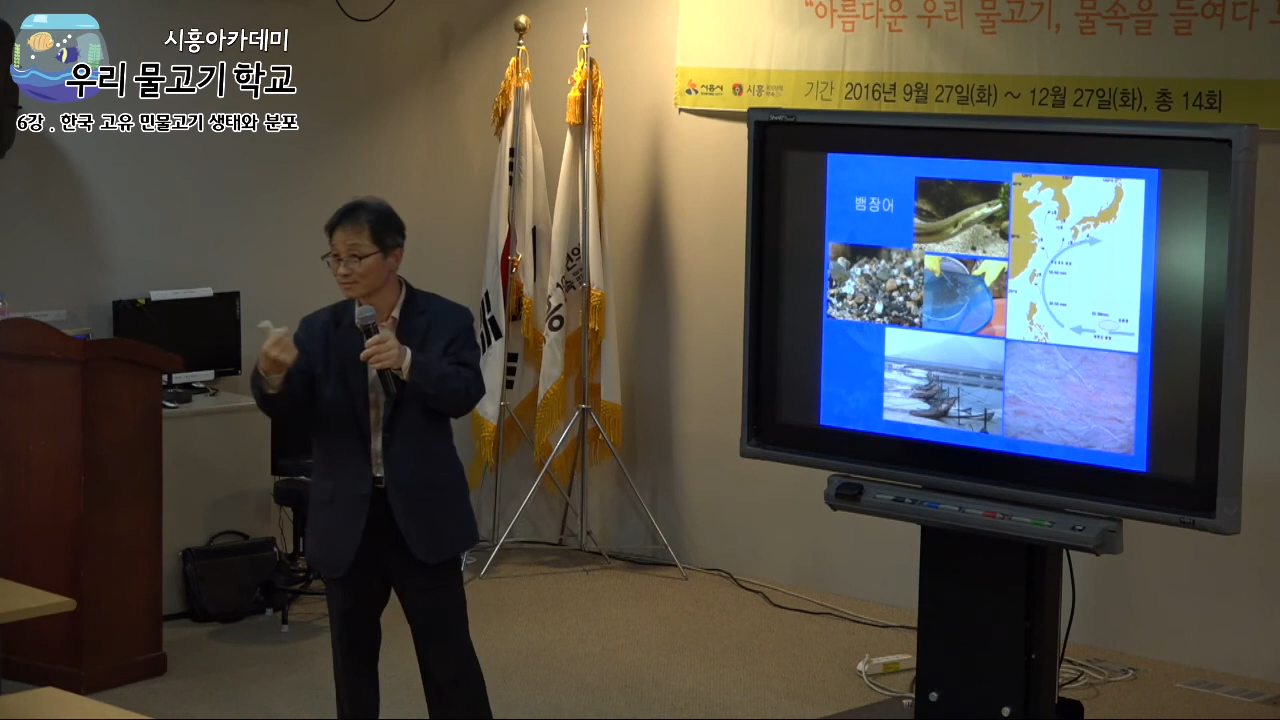 시흥아카데미
우리 물고기 학교
6강 . 한국 고유 민물고기 생태와 분포
"아름다운 우리 물고기, 물속을 들여다
시흥시
시흥
기간 2016년 9월 27일(화) ~ 12월 27일(화), 총 14회
뱀장어